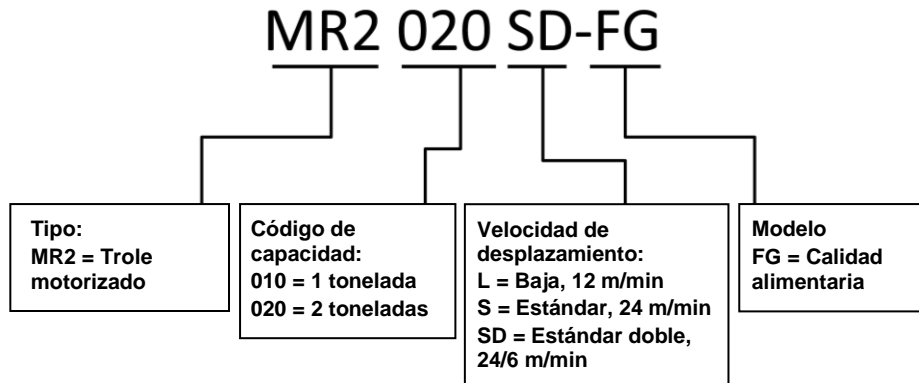 MR2 020 SD-FG
Tipo:
MR2 = Trole
motorizado
Código de
capacidad:
010 = 1 tonelada
020 = 2 toneladas
Velocidad de
desplazamiento:
L = Baja, 12 m/min
S = Estándar, 24 m/min
SD = Estándar doble,
24/6 m/min
Modelo
FG = Calidad
alimentaria